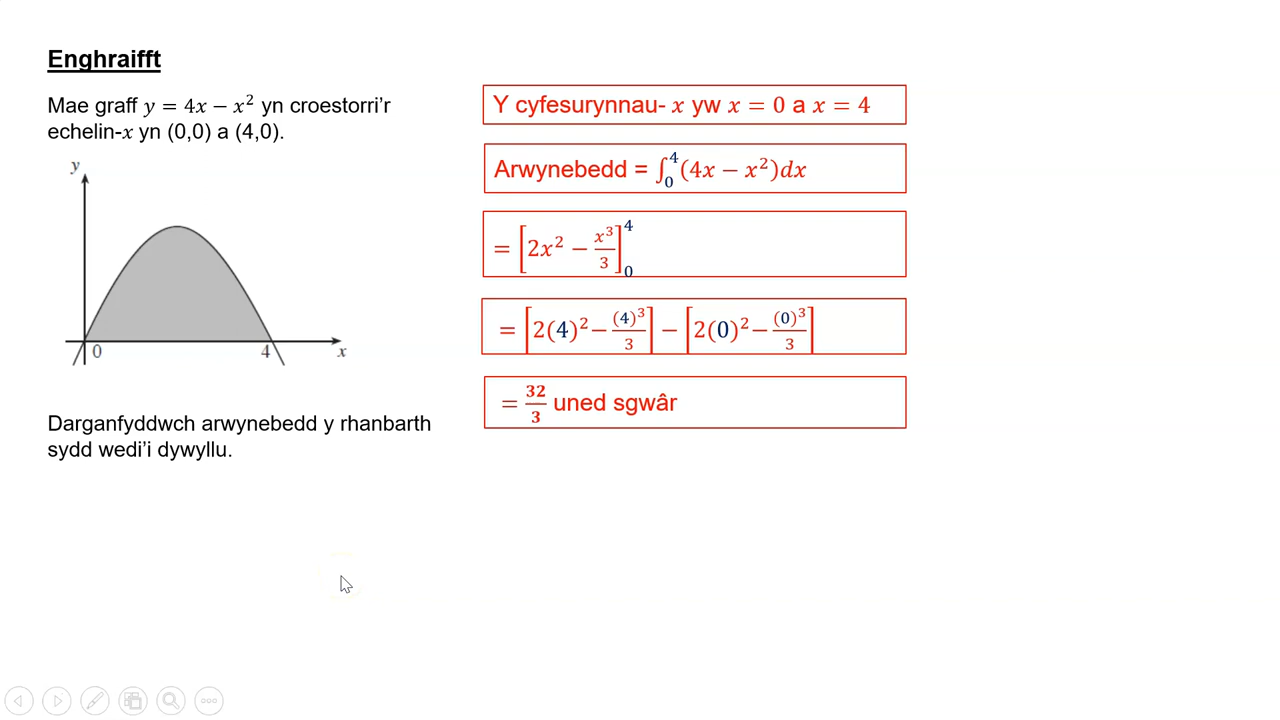 Enghraifft
Mae graff y = 4x − x² yn croestorri’r
echelin-x yn (0,0) a (4,0).
y
0
4
x
Darganfyddwch arwynebedd y rhanbarth
sydd wedi’i dywyllu.
Y cyfesurynnau- x yw x = 0 a x = 4
Arwynebedd = ∫₀⁴(4x − x²)dx
= [2x² − x³/3]₀⁴
= [2(4)² − (4)³/3] − [2(0)² − (0)³/3]
= 32/3 uned sgwâr